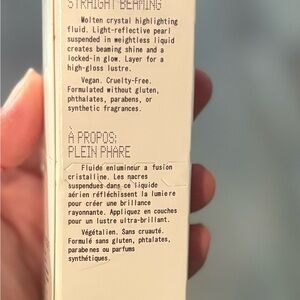 STRAIGHT BEAMING
Molten crystal highlighting
fluid. Light-reflective pearl
suspended in weightless liquid
creates beaming shine and a
locked-in glow. Layer for a
high-gloss lustre.
Vegan. Cruelty-Free.
Formulated without gluten,
phthalates, parabens, or
synthetic fragrances.
À PROPOS:
PLEIN PHARE
Fluide enlumineur a fusion
cristalline. Les nacres
suspendues dans ce liquide
aérien réfléchissent la lumiere
pour créer une brillance
rayonnante. Appliquez en couches
pour un lustre ultra-brillant.
Végétalien. Sans cruauté.
Formulé sans gluten, phtalates,
parabenes ou parfums
synthétiques.